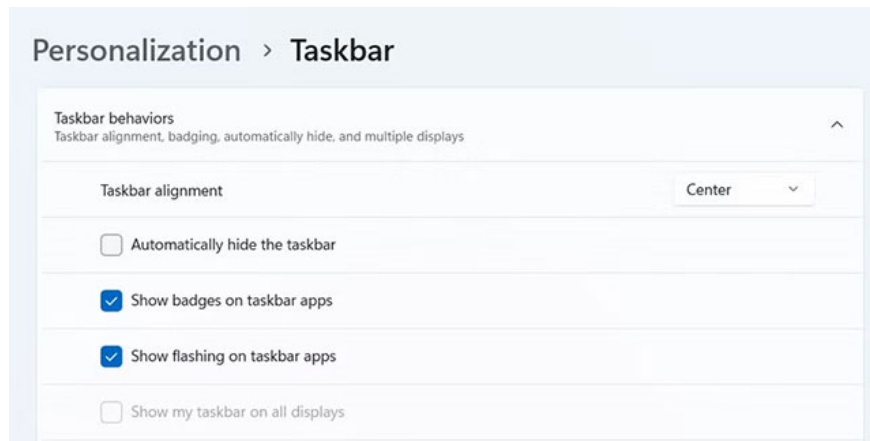 Personalization > Taskbar
Taskbar behaviors
Taskbar alignment, badging, automatically hide, and multiple displays
Taskbar alignment
Center
Automatically hide the taskbar
Show badges on taskbar apps
Show flashing on taskbar apps
Show my taskbar on all displays